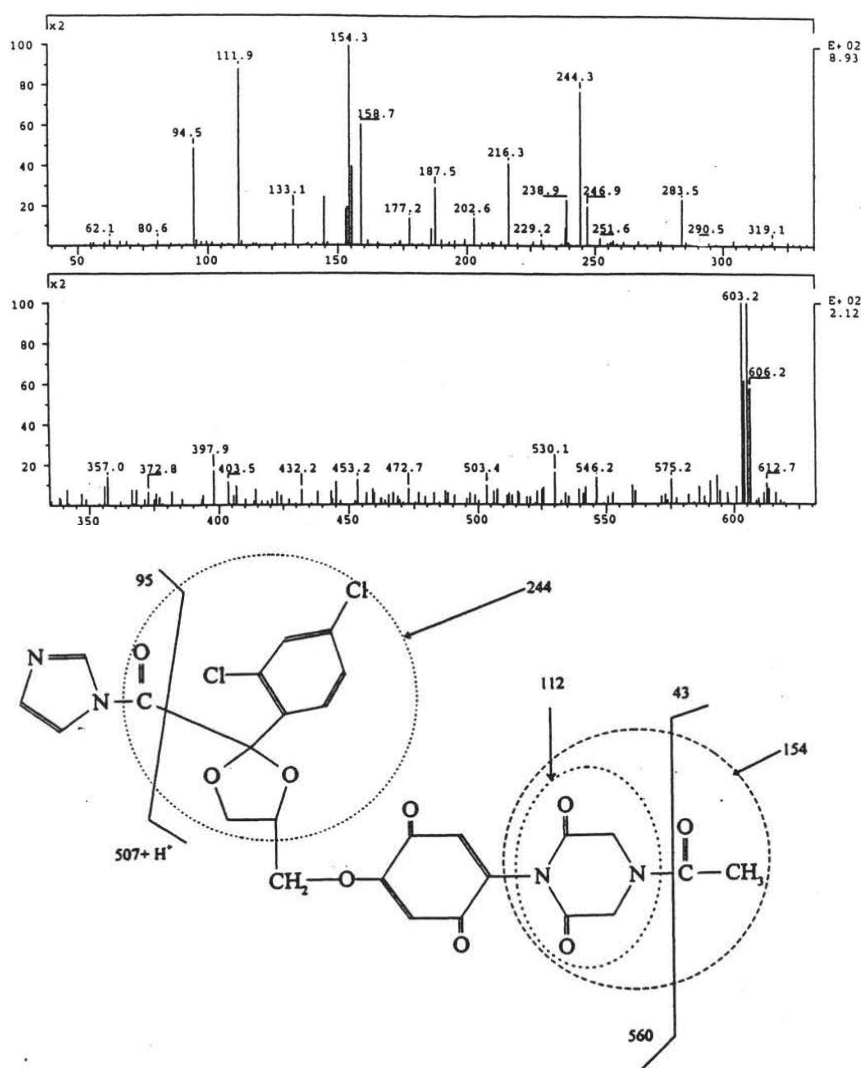 x2
154.3
E+ 02
8.93
100
80
60
40
20
111.9
244.3
158.7
94.5
216.3
187.5
133.1
238.9
246.9
283.5
177.2
202.6
62.1
80.6
229.2
251.6
290.5
319.1
50
100
150
200
250
300
x2
603.2
E+ 02
2.12
100
80
60
40
20
606.2
397.9
530.1
357.0
372.8
403.5
432.2
453.2
472.7
503.4
546.2
575.2
612.7
350
400
450
500
550
600
95
Cl
244
O
N
Cl
N
C
112
43
O
O
154
507+ H+
O
O
O
CH2
O
N
N
C
CH3
O
O
560